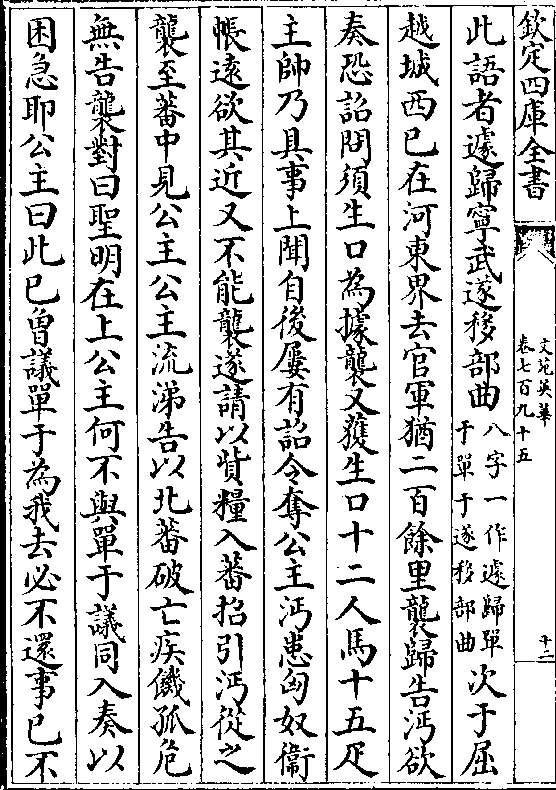 欽定四庫全書
文苑英華
卷七百九十五
十二
此語者遽歸寧武遂移部曲八字一作遽歸單于單于遂移部曲次于屈
越城西已在河東界去官軍猶二百餘里襲歸告沔欲
奏恐詔問須生口為據襲又獲生口十二人馬十五疋
主帥乃具事上聞自後屢有詔令奪公主沔患匈奴衞
帳遠欲其近又不能襲遂請以貲糧入蕃招引沔從之
襲至蕃中見公主公主流涕告以北蕃破亡疾饑孤危
無告襲對曰聖明在上公主何不與單于議同入奏以
困急耶公主曰此已曽議單于為我去必不還事已不